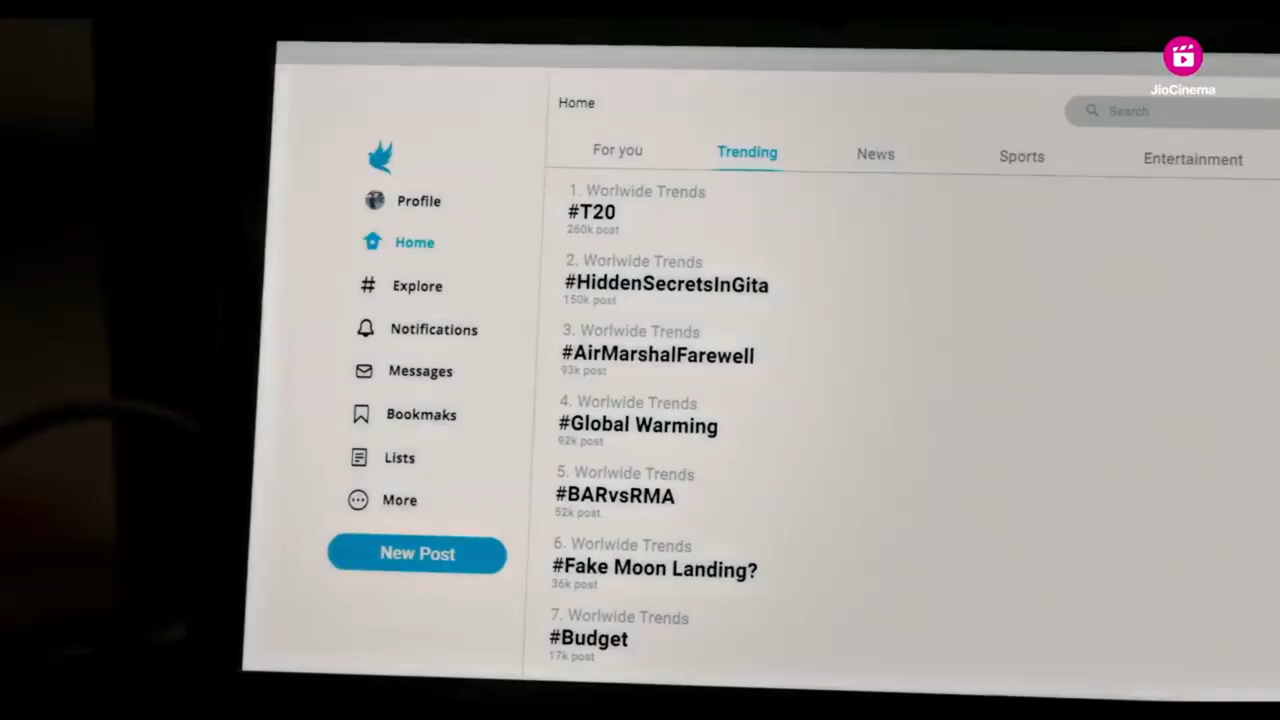 JioCinema
Home
Search
For you
Trending
News
Sports
Entertainment
Profile
Home
Explore
Notifications
Messages
Bookmaks
Lists
More
New Post
1. Worlwide Trends
#T20
260k post
2. Worlwide Trends
#HiddenSecretsInGita
150k post
3. Worlwide Trends
#AirMarshalFarewell
93k post
4. Worlwide Trends
#Global Warming
92k post
5. Worlwide Trends
#BARvsRMA
52k post
6. Worlwide Trends
#Fake Moon Landing?
36k post
7. Worlwide Trends
#Budget
17k post